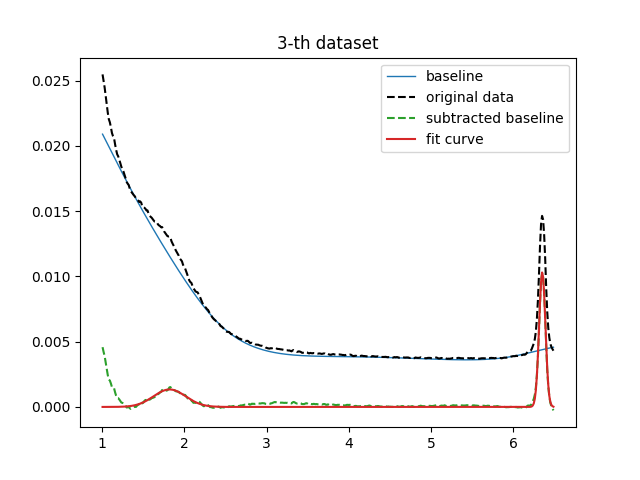 3-th dataset
baseline
original data
subtracted baseline
fit curve
0.025
0.020
0.015
0.010
0.005
0.000
1 2 3 4 5 6